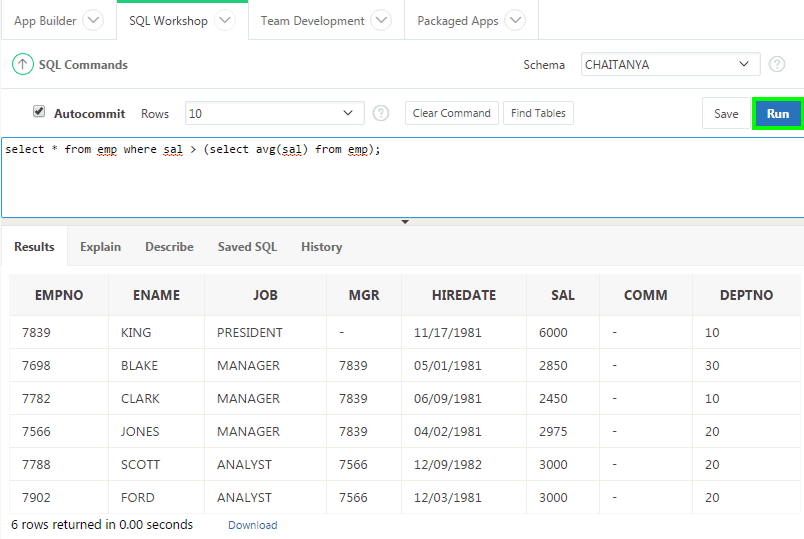 App Builder SQL Workshop Team Development Packaged Apps
SQL Commands Schema CHAITANYA ?
Autocommit Rows 10 ? Clear Command Find Tables Save Run
select * from emp where sal > (select avg(sal) from emp);
Results Explain Describe Saved SQL History
EMPNO ENAME JOB MGR HIREDATE SAL COMM DEPTNO
7839 KING PRESIDENT - 11/17/1981 6000 - 10
7698 BLAKE MANAGER 7839 05/01/1981 2850 - 30
7782 CLARK MANAGER 7839 06/09/1981 2450 - 10
7566 JONES MANAGER 7839 04/02/1981 2975 - 20
7788 SCOTT ANALYST 7566 12/09/1982 3000 - 20
7902 FORD ANALYST 7566 12/03/1981 3000 - 20
6 rows returned in 0.00 seconds Download